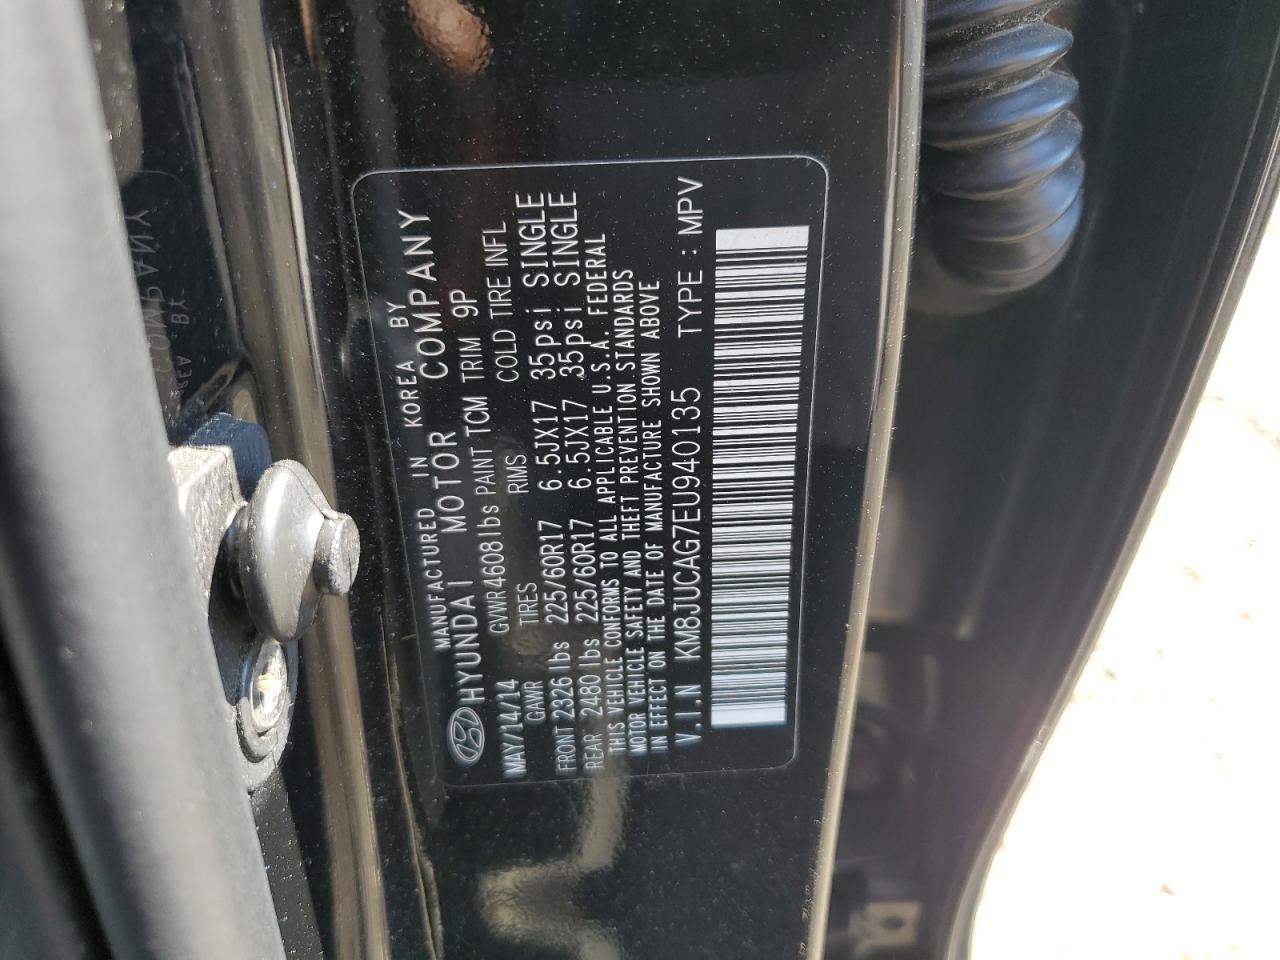 MANUFACTURED IN KOREA BY
HYUNDAI MOTOR COMPANY
MAY/14/14 GVWR4608lbs PAINT TCM TRIM 9P
GAWR TIRES RIMS COLD TIRE INFL
FRONT 2326 lbs 225/60R17 6.5JX17 35psi SINGLE
REAR 2480 lbs 225/60R17 6.5JX17 35psi SINGLE
THIS VEHICLE CONFORMS TO ALL APPLICABLE U.S.A. FEDERAL
MOTOR VEHICLE SAFETY AND THEFT PREVENTION STANDARDS
IN EFFECT ON THE DATE OF MANUFACTURE SHOWN ABOVE
V.I.N KM8JUCAG7EU940135 TYPE : MPV